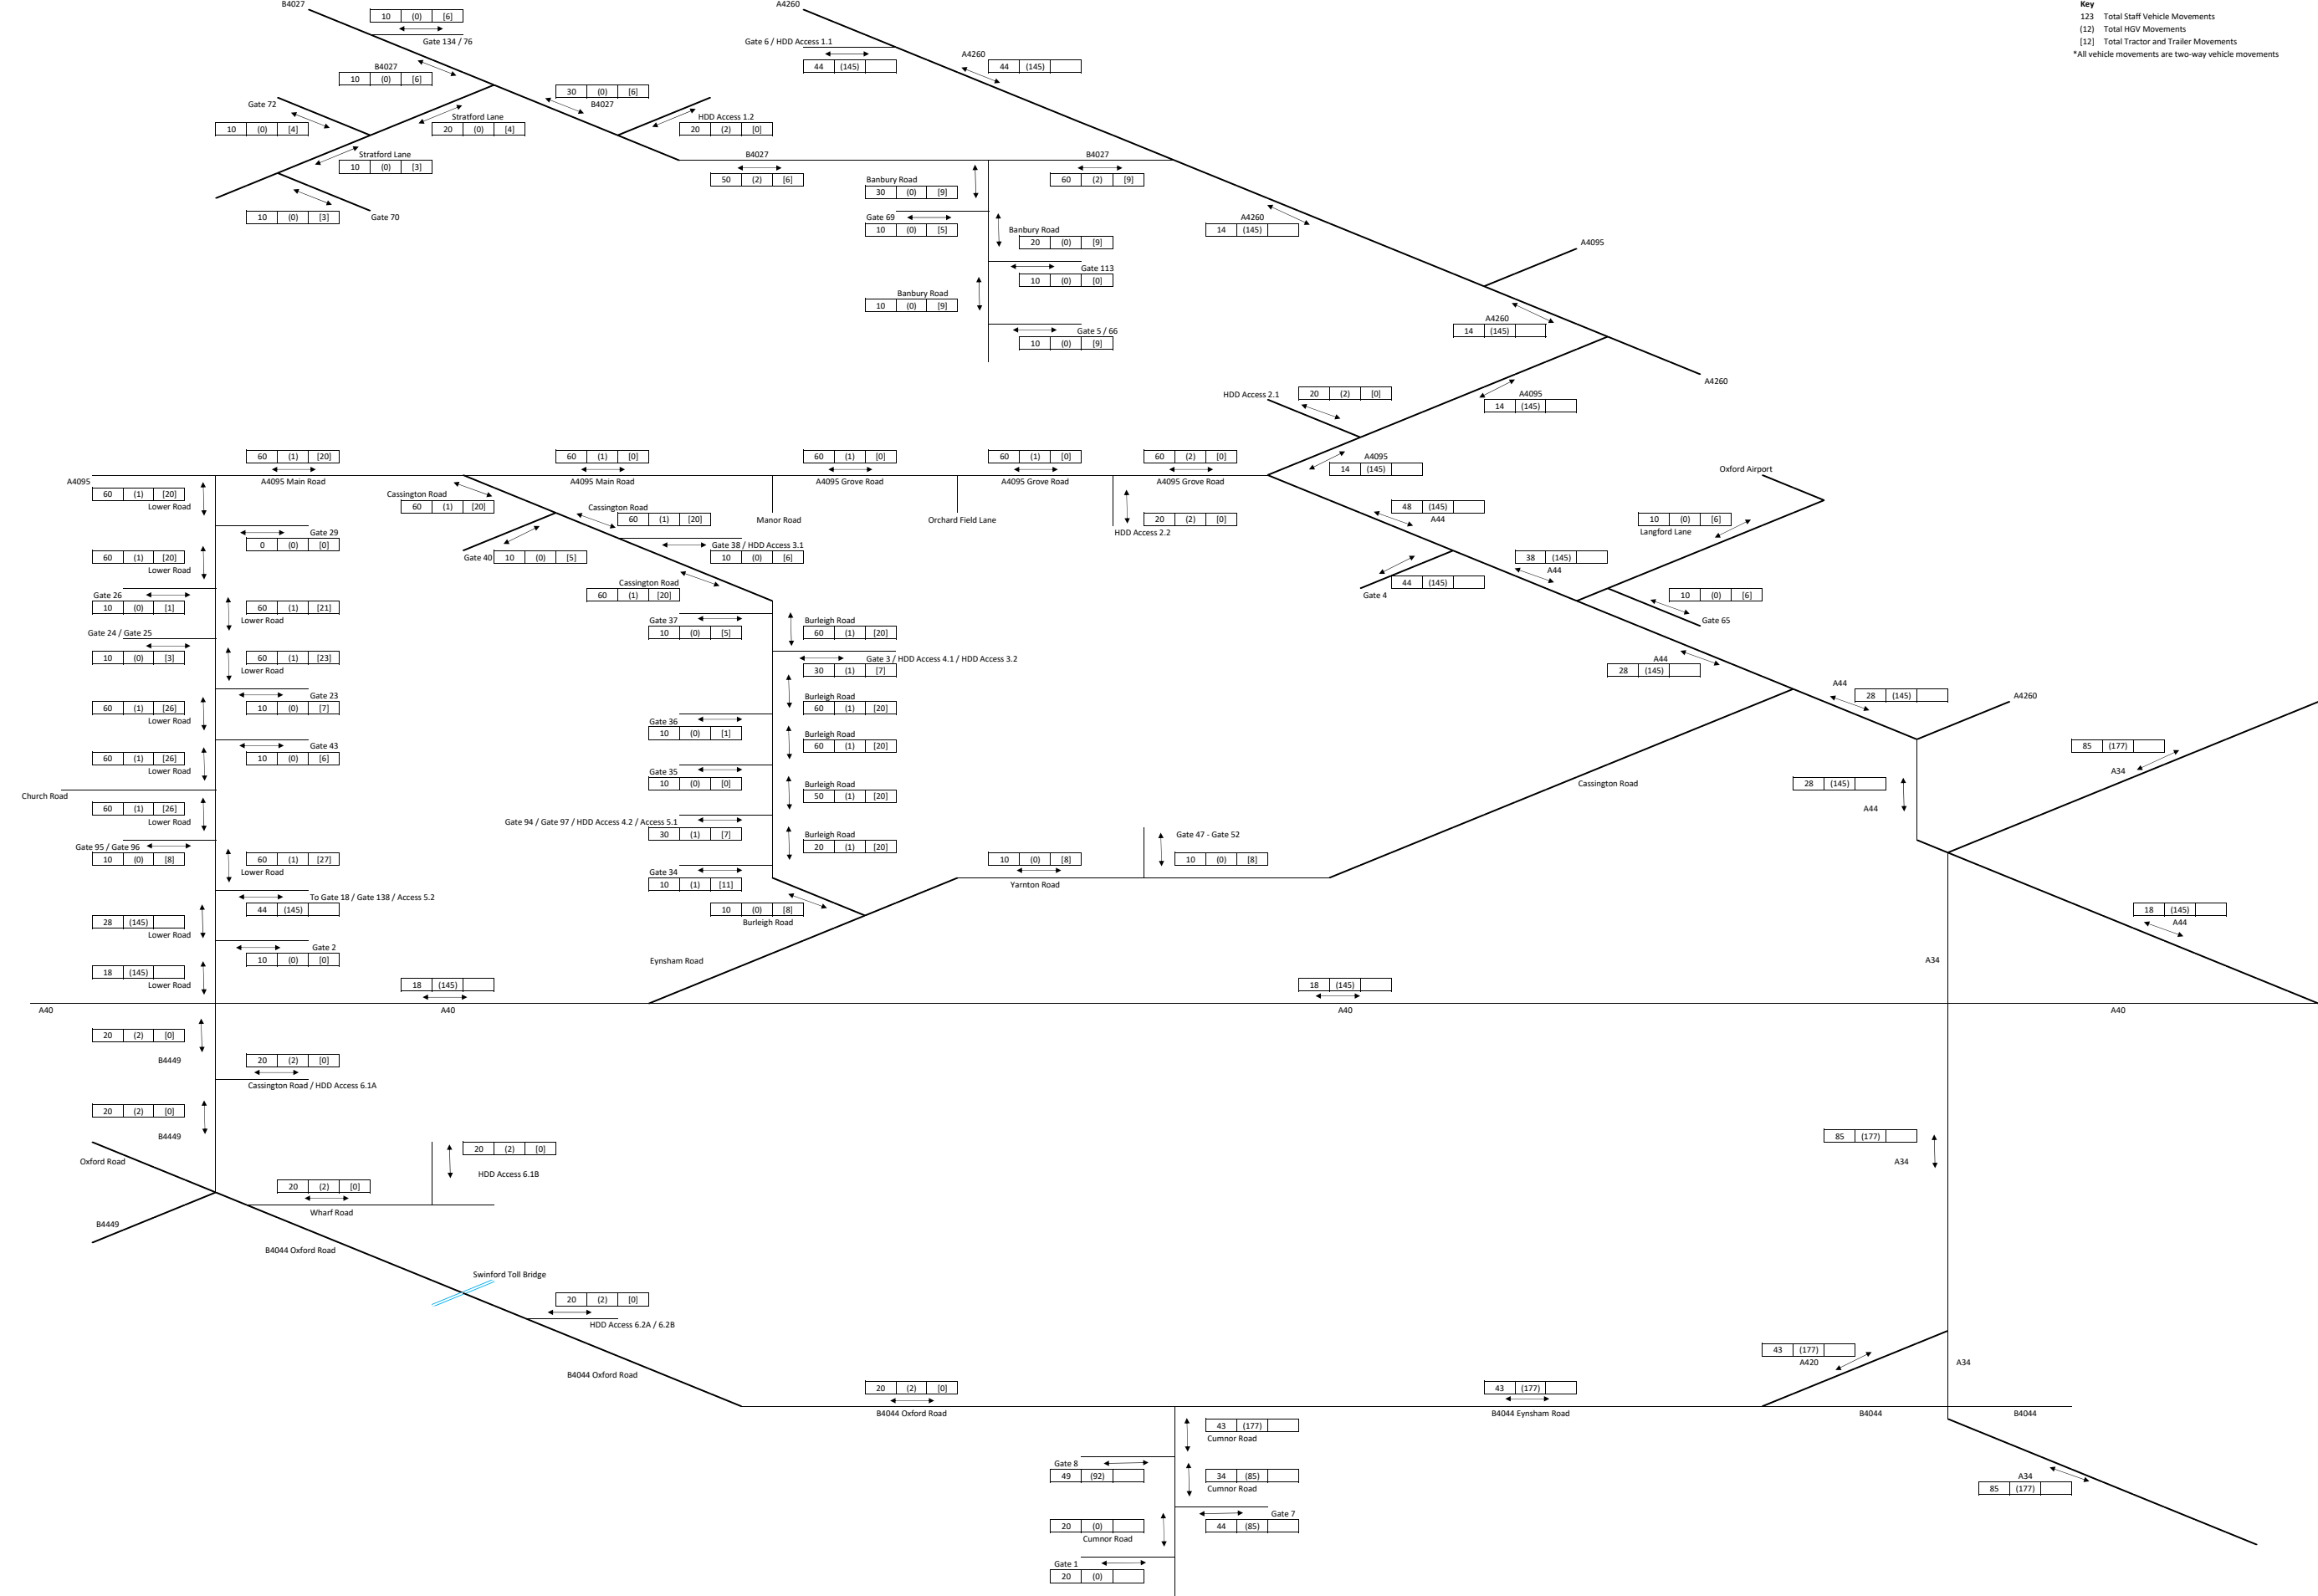 B4027
A4260
Key
123 Total Staff Vehicle Movements
(12) Total HGV Movements
[12] Total Tractor and Trailer Movements
*All vehicle movements are two-way vehicle movements
10 (0) [6]
Gate 134 / 76
Gate 6 / HDD Access 1.1
44 (145)
A4260
44 (145)
B4027
10 (0) [6]
30 (0) [6]
B4027
Gate 72
10 (0) [4]
Stratford Lane
20 (0) [4]
HDD Access 1.2
20 (2) [0]
Stratford Lane
10 (0) [3]
10 (0) [3]
Gate 70
B4027
50 (2) [6]
B4027
60 (2) [9]
Banbury Road
30 (0) [9]
Gate 69
10 (0) [5]
Banbury Road
20 (0) [9]
Gate 113
10 (0) [0]
Banbury Road
10 (0) [9]
Gate 5 / 66
10 (0) [9]
A4260
14 (145)
A4095
A4260
14 (145)
A4260
HDD Access 2.1
20 (2) [0]
A4095
14 (145)
60 (1) [20]
A4095
A4095 Main Road
60 (1) [0]
A4095 Main Road
60 (1) [0]
A4095 Grove Road
60 (1) [0]
A4095 Grove Road
60 (2) [0]
A4095 Grove Road
A4095
14 (145)
Oxford Airport
60 (1) [20]
Lower Road
Cassington Road
60 (1) [20]
Cassington Road
60 (1) [20]
Manor Road
Orchard Field Lane
20 (2) [0]
HDD Access 2.2
48 (145)
A44
10 (0) [6]
Langford Lane
Gate 29
0 (0) [0]
60 (1) [20]
Lower Road
Gate 40
10 (0) [5]
Gate 38 / HDD Access 3.1
10 (0) [6]
38 (145)
A44
44 (145)
Gate 4
Cassington Road
60 (1) [20]
10 (0) [6]
Gate 65
Gate 26
10 (0) [1]
60 (1) [21]
Lower Road
Gate 37
10 (0) [5]
Burleigh Road
60 (1) [20]
Gate 24 / Gate 25
10 (0) [3]
60 (1) [23]
Lower Road
Gate 3 / HDD Access 4.1 / HDD Access 3.2
30 (1) [7]
A44
28 (145)
A44
28 (145)
A4260
Gate 23
10 (0) [7]
60 (1) [26]
Lower Road
Burleigh Road
60 (1) [20]
Gate 36
10 (0) [1]
Burleigh Road
60 (1) [20]
Gate 43
10 (0) [6]
60 (1) [26]
Lower Road
85 (177)
A34
Gate 35
10 (0) [0]
Burleigh Road
50 (1) [20]
Cassington Road
28 (145)
A44
Church Road
60 (1) [26]
Lower Road
Gate 94 / Gate 97 / HDD Access 4.2 / Access 5.1
30 (1) [7]
Burleigh Road
20 (1) [20]
Gate 47 - Gate 52
10 (0) [8]
10 (0) [8]
Yarnton Road
Gate 95 / Gate 96
10 (0) [8]
60 (1) [27]
Lower Road
Gate 34
10 (1) [11]
To Gate 18 / Gate 138 / Access 5.2
44 (145)
10 (0) [8]
Burleigh Road
18 (145)
A44
28 (145)
Lower Road
Gate 2
10 (0) [0]
Eynsham Road
A34
18 (145)
Lower Road
18 (145)
18 (145)
A40
A40
A40
A40
20 (2) [0]
B4449
20 (2) [0]
Cassington Road / HDD Access 6.1A
20 (2) [0]
B4449
85 (177)
A34
Oxford Road
20 (2) [0]
HDD Access 6.1B
20 (2) [0]
Wharf Road
B4449
B4044 Oxford Road
Swinford Toll Bridge
20 (2) [0]
HDD Access 6.2A / 6.2B
B4044 Oxford Road
43 (177)
A420
A34
20 (2) [0]
B4044 Oxford Road
43 (177)
B4044 Eynsham Road
B4044
B4044
43 (177)
Cumnor Road
Gate 8
49 (92)
34 (85)
Cumnor Road
A34
85 (177)
Gate 7
44 (85)
20 (0)
Cumnor Road
Gate 1
20 (0)